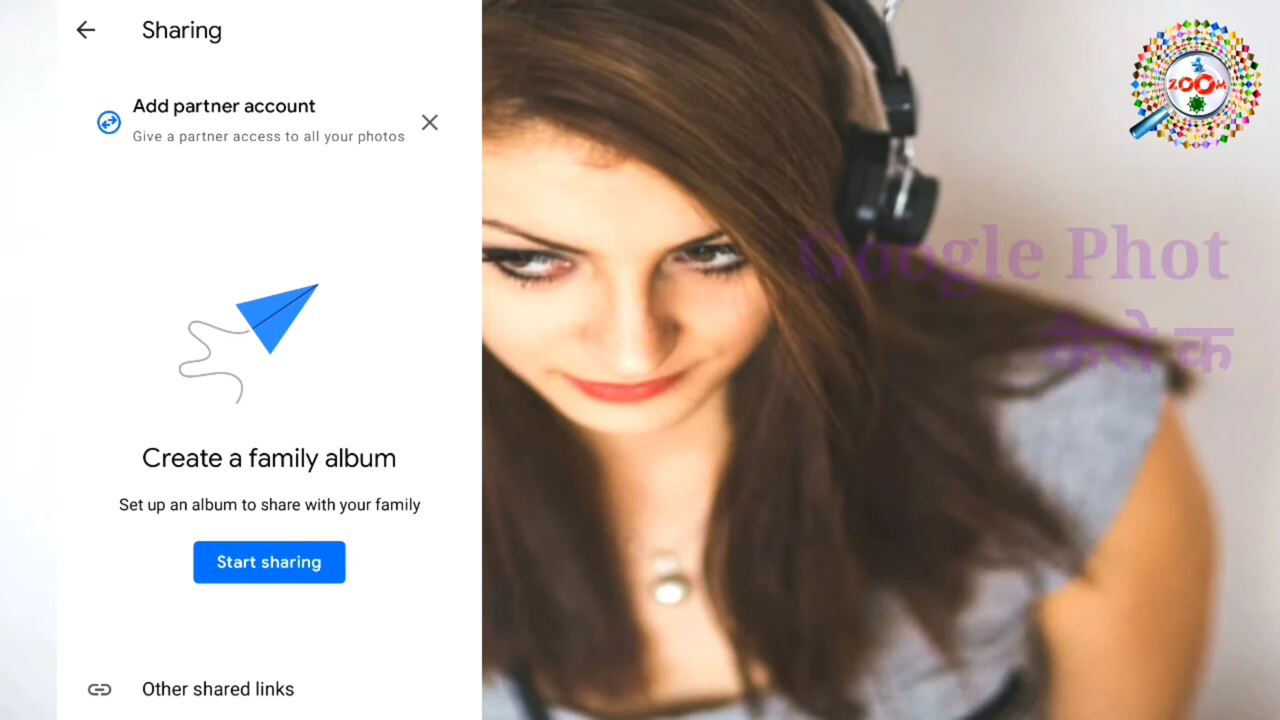 Sharing
Add partner account
Give a partner access to all your photos
Create a family album
Set up an album to share with your family
Start sharing
Other shared links
ZOOM
Google Phot
कैसे क